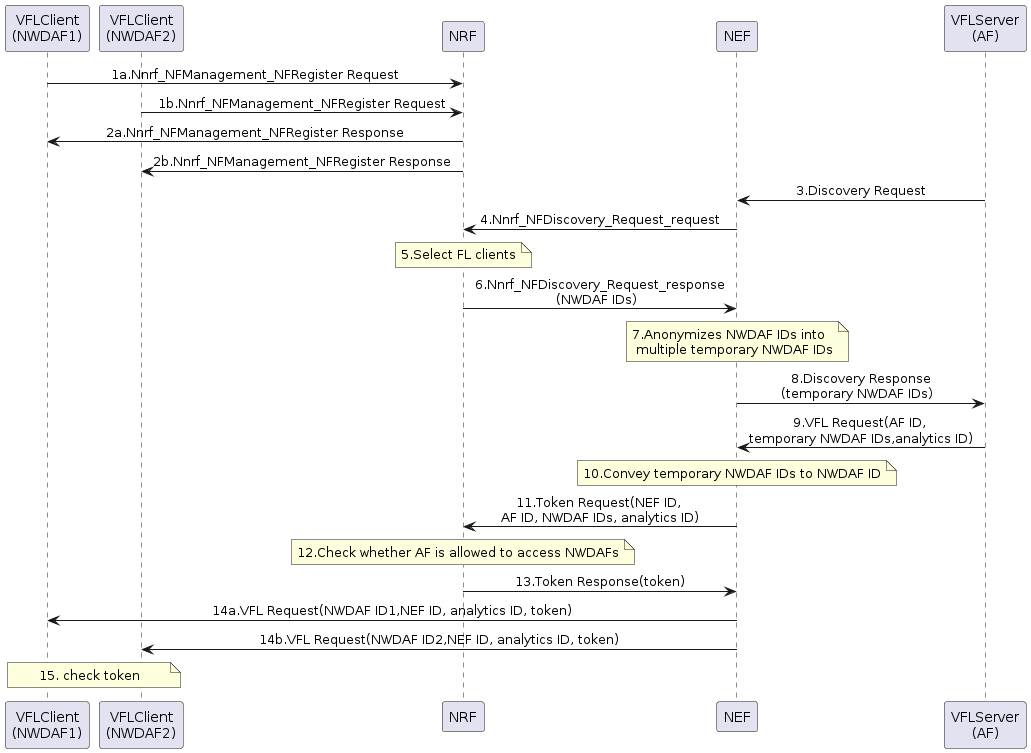 VFLClient
(NWDAF1)
VFLClient
(NWDAF2)
NRF
NEF
VFLServer
(AF)
1a.Nnrf_NFManagement_NFRegister Request
1b.Nnrf_NFManagement_NFRegister Request
2a.Nnrf_NFManagement_NFRegister Response
2b.Nnrf_NFManagement_NFRegister Response
3.Discovery Request
4.Nnrf_NFDiscovery_Request_request
5.Select FL clients
6.Nnrf_NFDiscovery_Request_response
(NWDAF IDs)
7.Anonymizes NWDAF IDs into
multiple temporary NWDAF IDs
8.Discovery Response
(temporary NWDAF IDs)
9.VFL Request(AF ID,
temporary NWDAF IDs,analytics ID)
10.Convey temporary NWDAF IDs to NWDAF ID
11.Token Request(NEF ID,
AF ID, NWDAF IDs, analytics ID)
12.Check whether AF is allowed to access NWDAFs
13.Token Response(token)
14a.VFL Request(NWDAF ID1,NEF ID, analytics ID, token)
14b.VFL Request(NWDAF ID2,NEF ID, analytics ID, token)
15. check token
VFLClient
(NWDAF1)
VFLClient
(NWDAF2)
NRF
NEF
VFLServer
(AF)